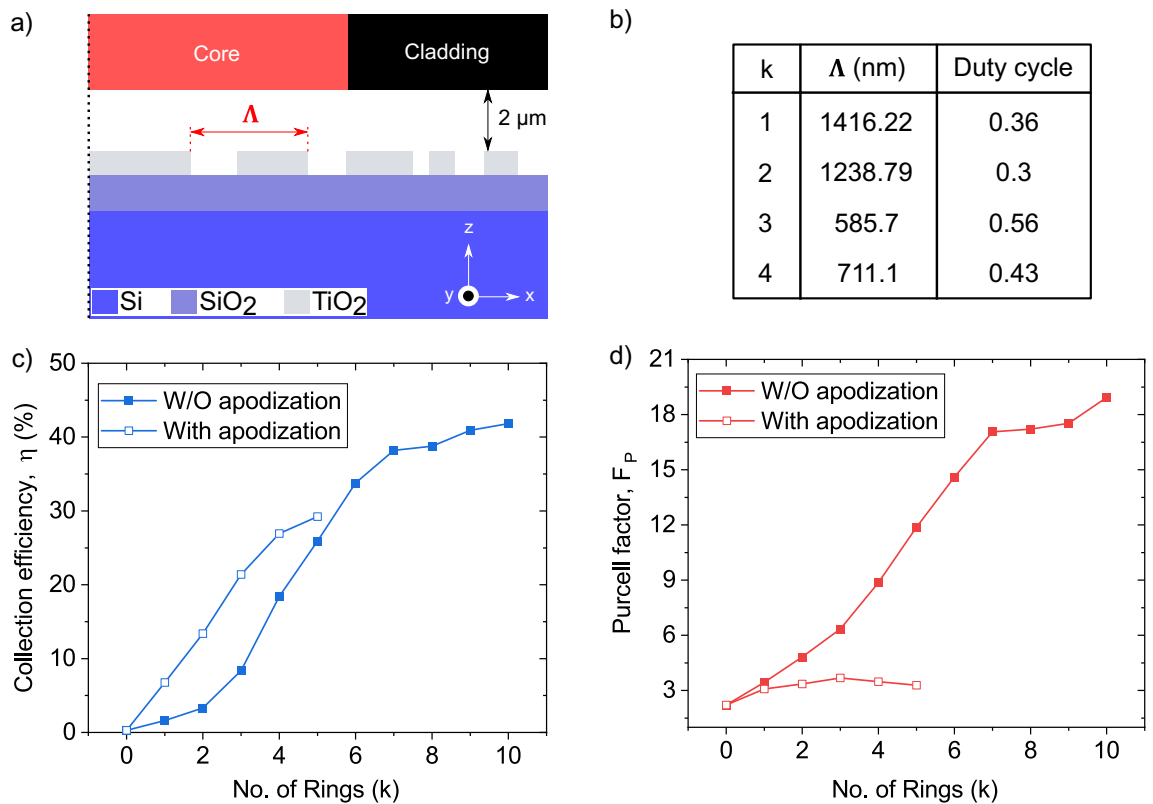 a)
Core
Cladding
Λ
2 μm
z
y
x
Si
SiO2
TiO2
b)
k Λ (nm) Duty cycle
1 1416.22 0.36
2 1238.79 0.3
3 585.7 0.56
4 711.1 0.43
c)
50
40
30
20
10
0
Collection efficiency, η (%)
W/O apodization
With apodization
0 2 4 6 8 10
No. of Rings (k)
d)
21
18
15
12
9
6
3
Purcell factor, FP
W/O apodization
With apodization
0 2 4 6 8 10
No. of Rings (k)